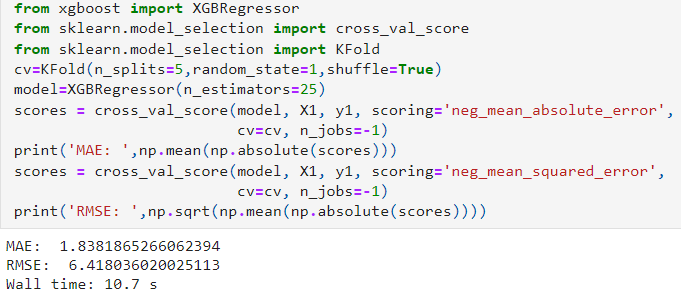 from xgboost import XGBRegressor
from sklearn.model_selection import cross_val_score
from sklearn.model_selection import KFold
cv=KFold(n_splits=5,random_state=1,shuffle=True)
model=XGBRegressor(n_estimators=25)
scores = cross_val_score(model, X1, y1, scoring='neg_mean_absolute_error',
                         cv=cv, n_jobs=-1)
print('MAE: ',np.mean(np.absolute(scores)))
scores = cross_val_score(model, X1, y1, scoring='neg_mean_squared_error',
                         cv=cv, n_jobs=-1)
print('RMSE: ',np.sqrt(np.mean(np.absolute(scores))))
MAE:  1.8381865266062394
RMSE:  6.418036020025113
Wall time: 10.7 s